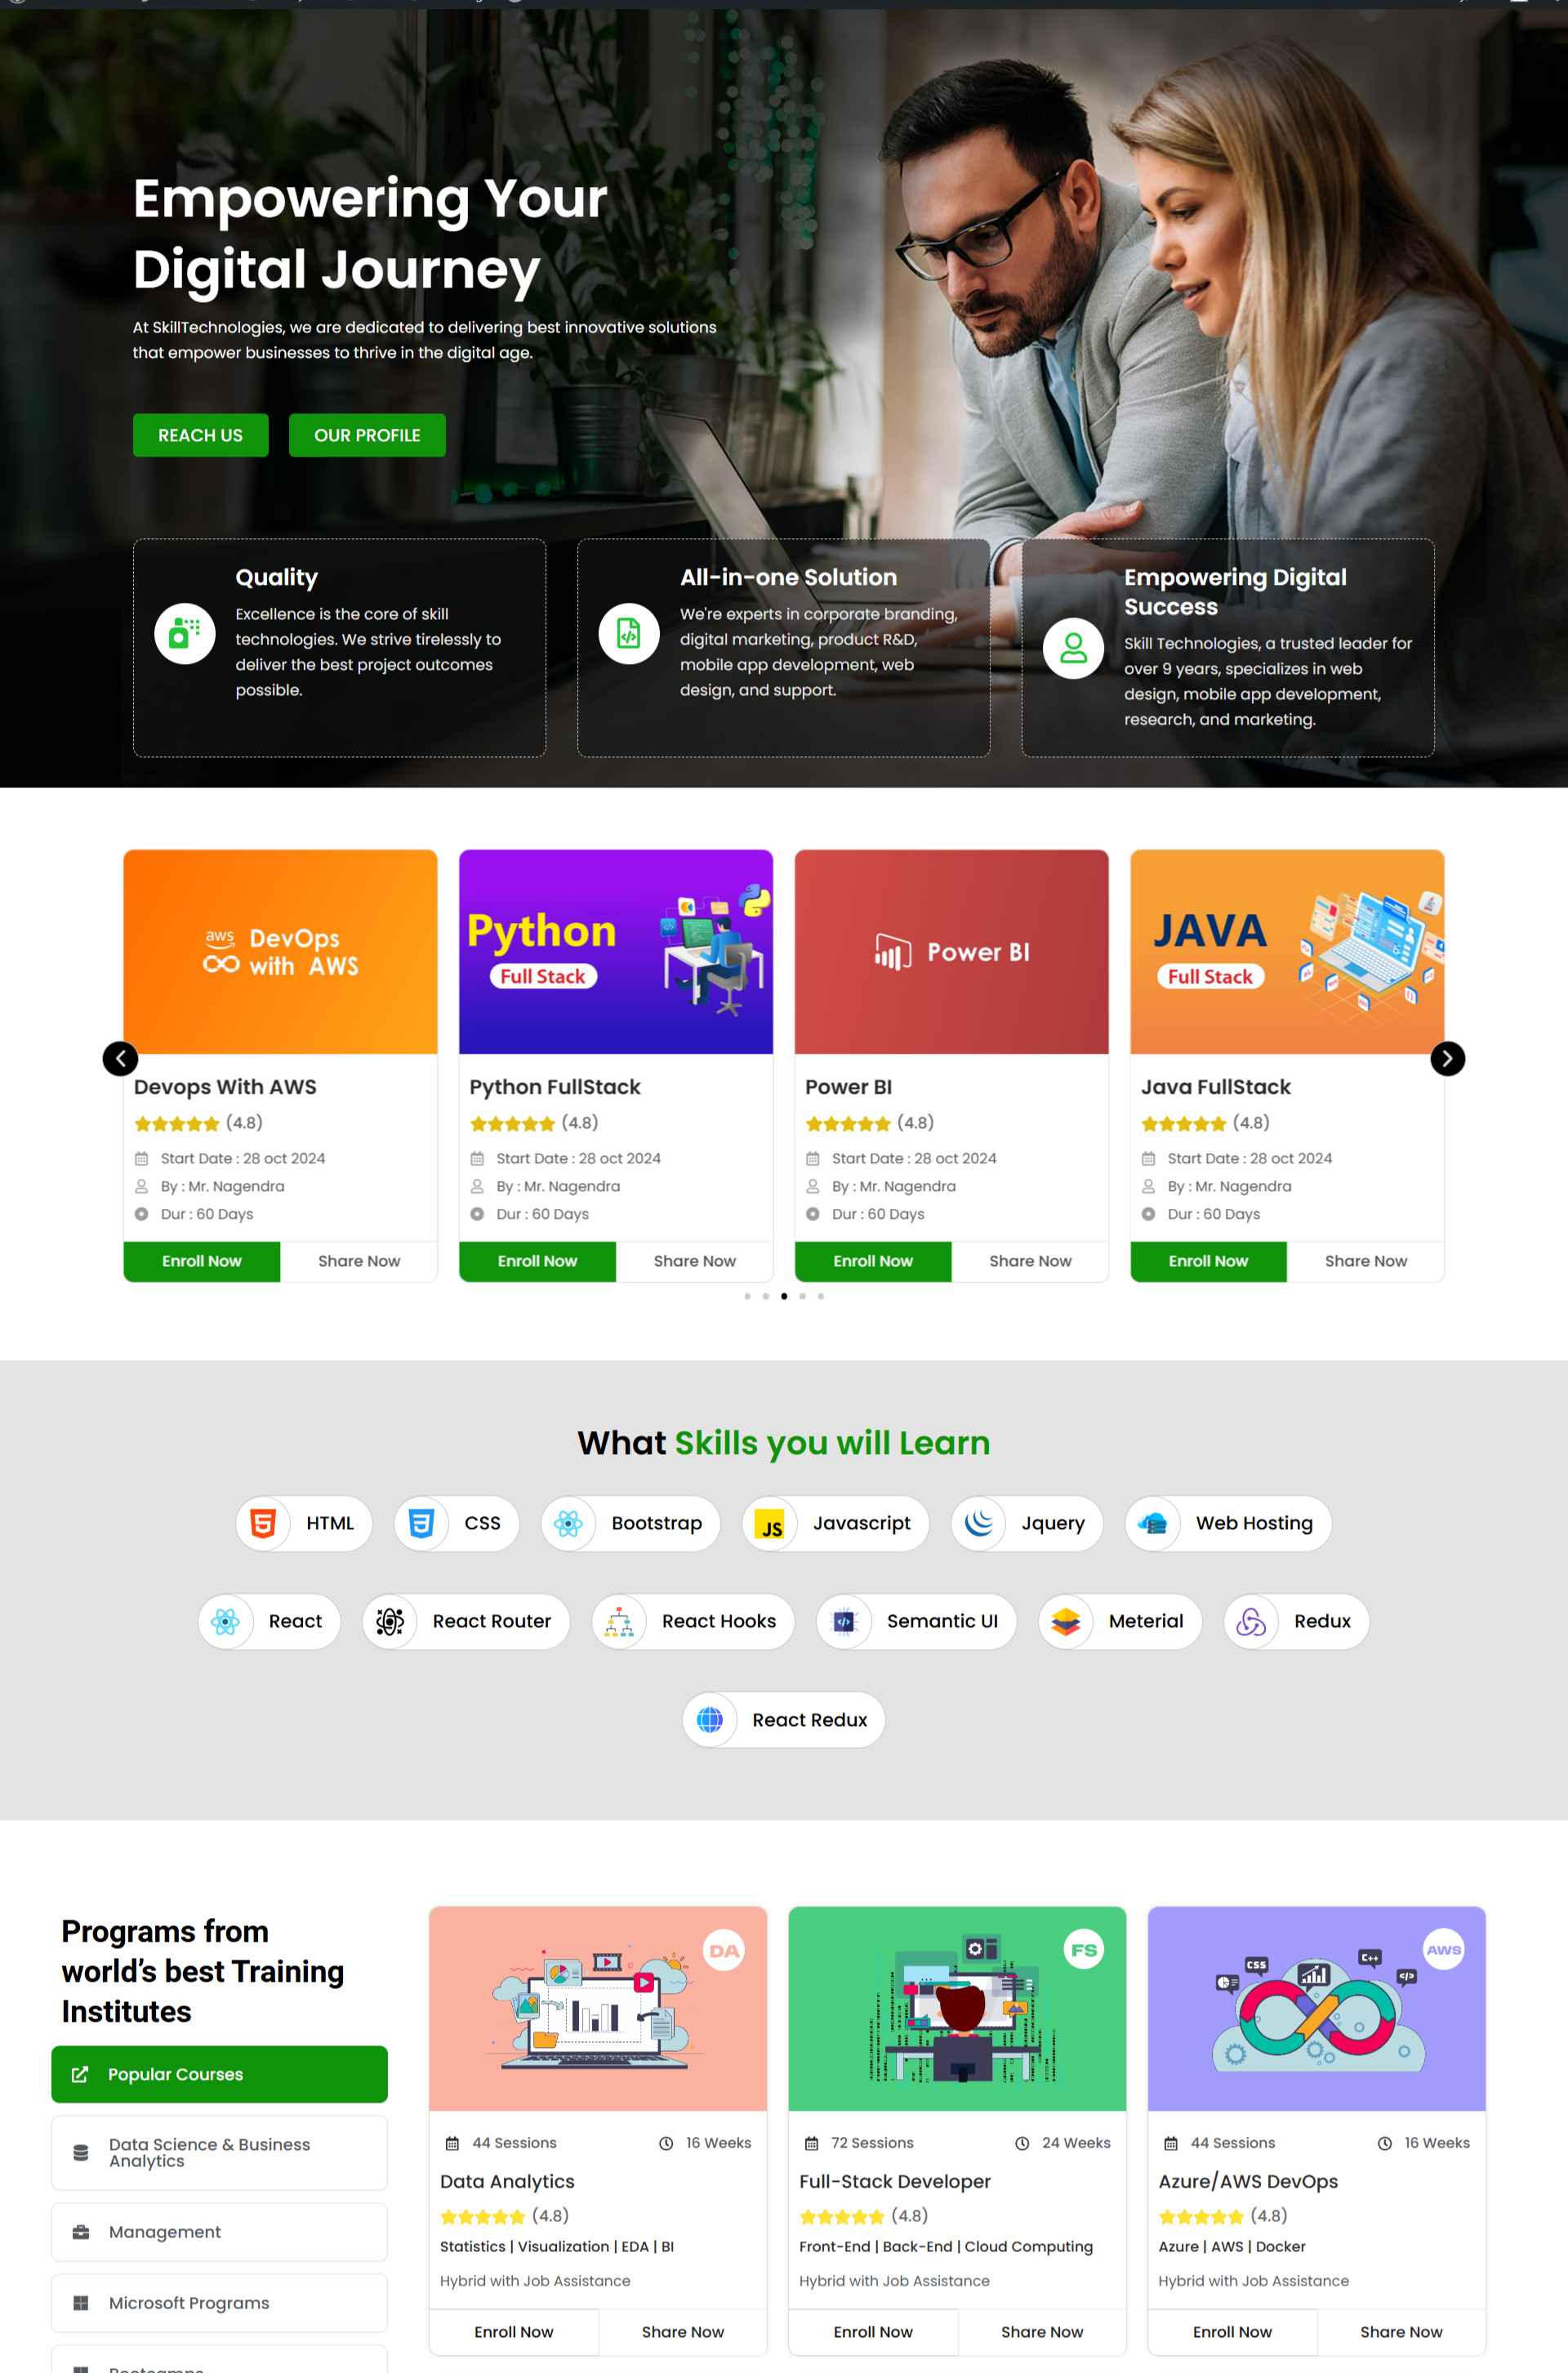 Empowering Your
Digital Journey
At SkillTechnologies, we are dedicated to delivering best innovative solutions
that empower businesses to thrive in the digital age.
REACH US
OUR PROFILE
Quality
Excellence is the core of skill
technologies. We strive tirelessly to
deliver the best project outcomes
possible.
All-in-one Solution
We're experts in corporate branding,
digital marketing, product R&D,
mobile app development, web
design, and support.
Empowering Digital
Success
Skill Technologies, a trusted leader for
over 9 years, specializes in web
design, mobile app development,
research, and marketing.
aws DevOps
with AWS
Devops With AWS
(4.8)
Start Date : 28 oct 2024
By : Mr. Nagendra
Dur : 60 Days
Enroll Now
Share Now
Python
Full Stack
Python FullStack
(4.8)
Start Date : 28 oct 2024
By : Mr. Nagendra
Dur : 60 Days
Enroll Now
Share Now
Power BI
Power BI
(4.8)
Start Date : 28 oct 2024
By : Mr. Nagendra
Dur : 60 Days
Enroll Now
Share Now
JAVA
Full Stack
Java FullStack
(4.8)
Start Date : 28 oct 2024
By : Mr. Nagendra
Dur : 60 Days
Enroll Now
Share Now
What Skills you will Learn
HTML
CSS
Bootstrap
JS
Javascript
Jquery
Web Hosting
React
React Router
React Hooks
Semantic UI
Meterial
Redux
React Redux
Programs from
world’s best Training
Institutes
Popular Courses
Data Science & Business
Analytics
Management
Microsoft Programs
DA
44 Sessions
16 Weeks
Data Analytics
(4.8)
Statistics | Visualization | EDA | BI
Hybrid with Job Assistance
Enroll Now
Share Now
FS
72 Sessions
24 Weeks
Full-Stack Developer
(4.8)
Front-End | Back-End | Cloud Computing
Hybrid with Job Assistance
Enroll Now
Share Now
AWS
CSS
C++
</>
44 Sessions
16 Weeks
Azure/AWS DevOps
(4.8)
Azure | AWS | Docker
Hybrid with Job Assistance
Enroll Now
Share Now